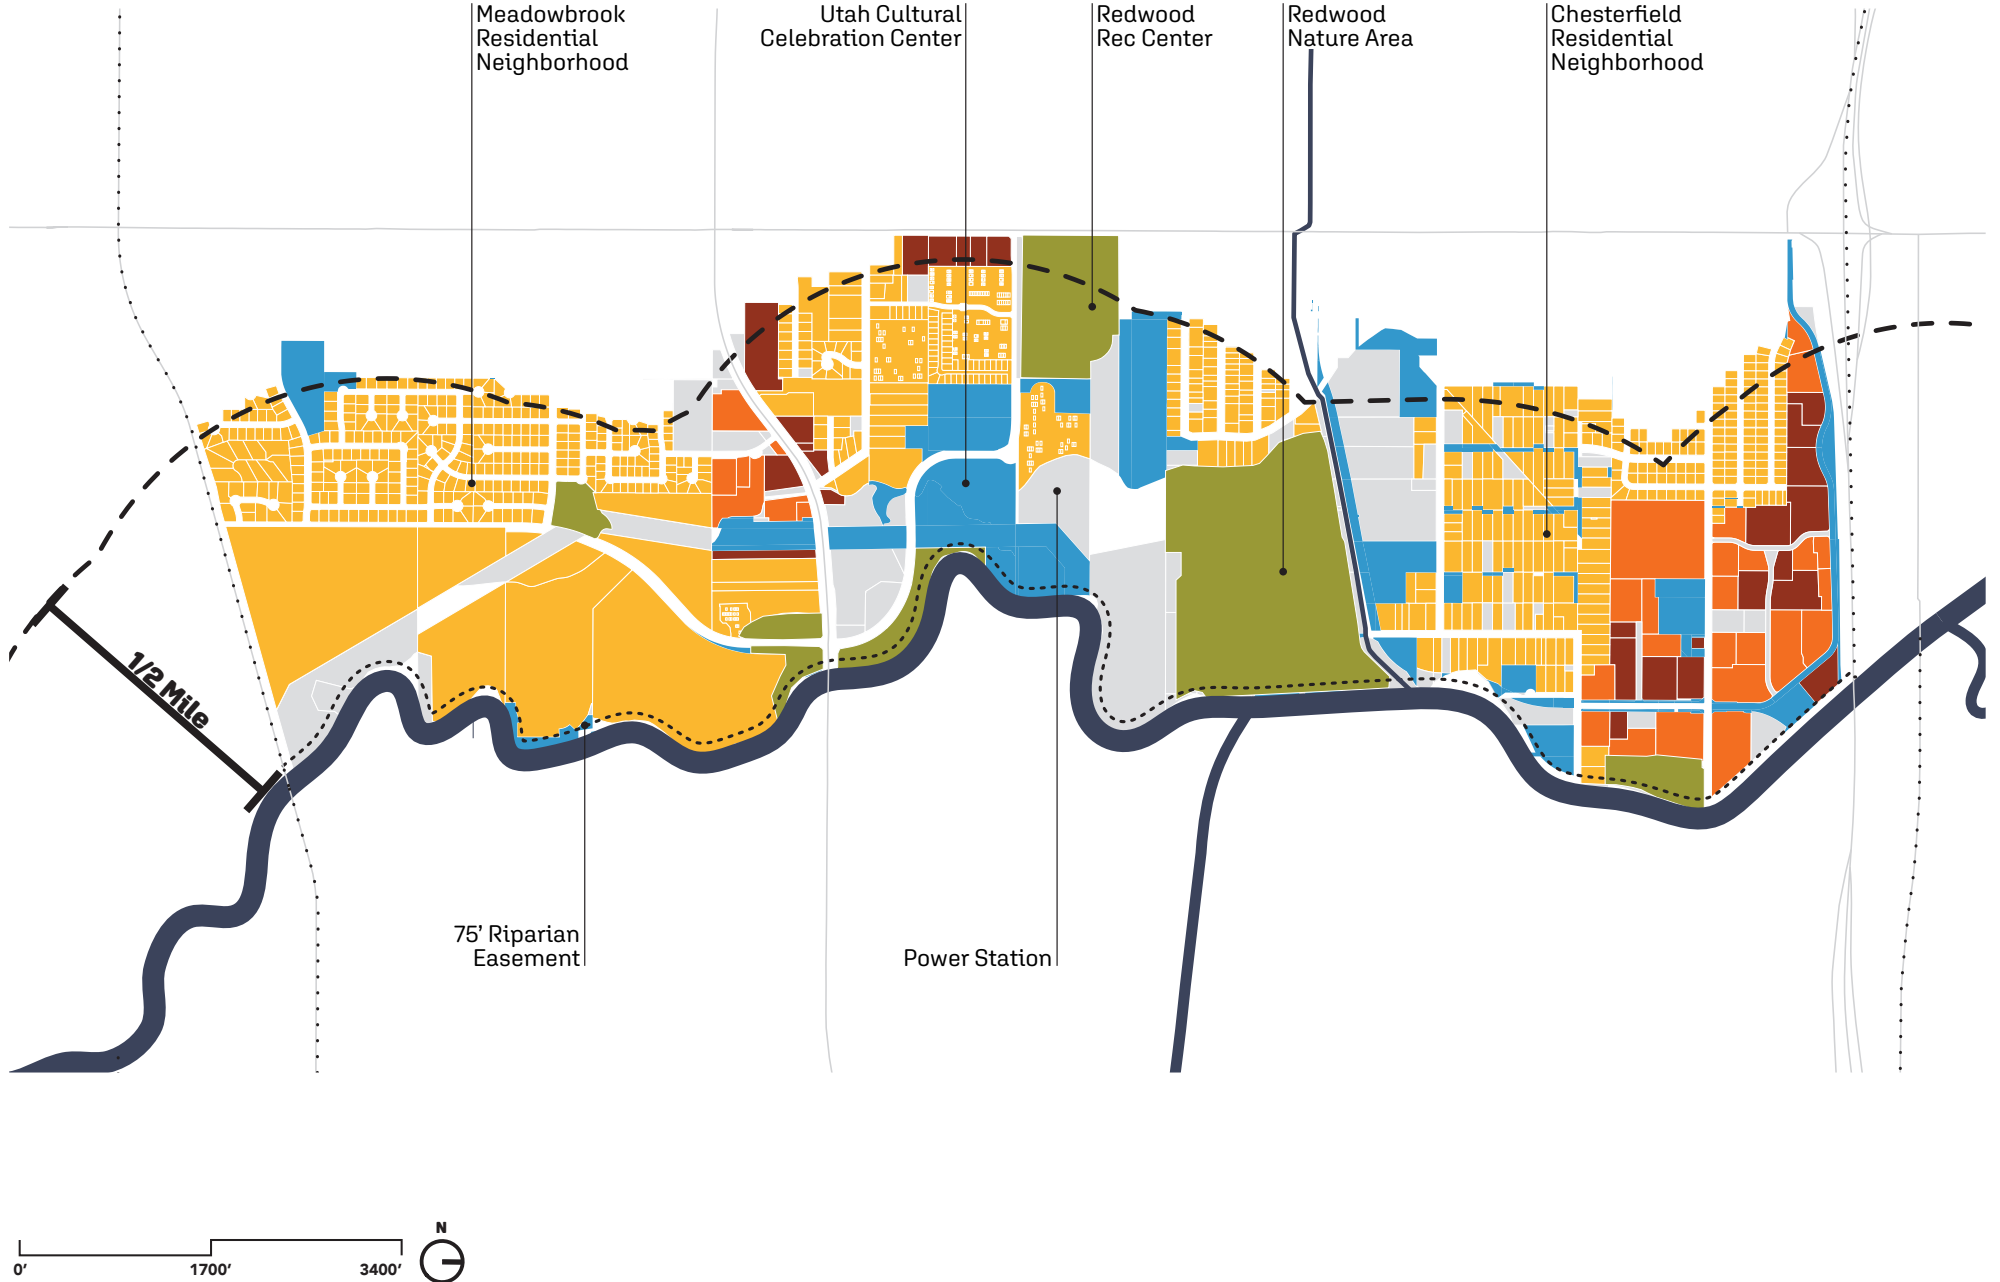 Meadowbrook
Residential
Neighborhood
Utah Cultural
Celebration Center
Redwood
Rec Center
Redwood
Nature Area
Chesterfield
Residential
Neighborhood
1/2 Mile
75’ Riparian
Easement
Power Station
N
0’ 1700’ 3400’